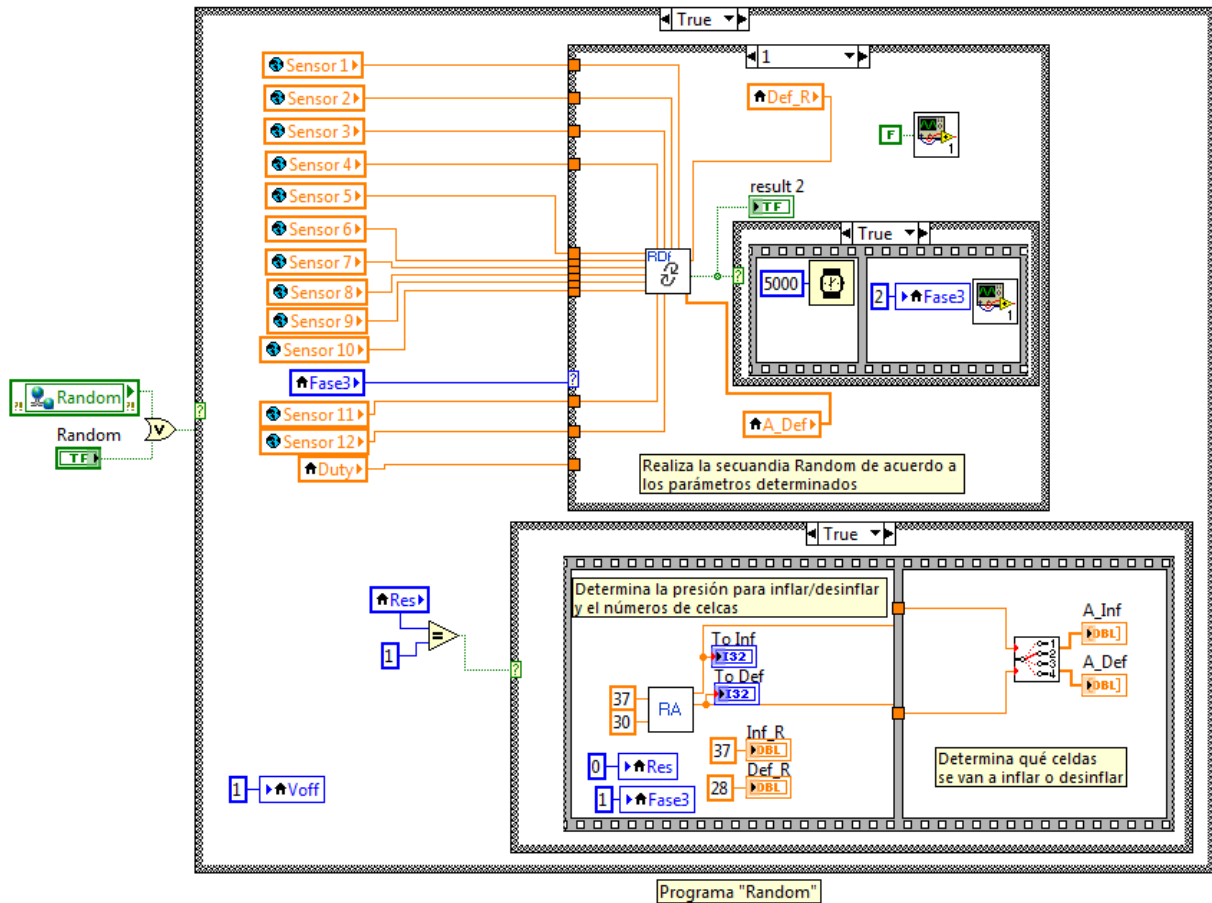 True
1
Sensor 1
Sensor 2
Sensor 3
Sensor 4
Sensor 5
Sensor 6
Sensor 7
Sensor 8
Sensor 9
Sensor 10
Fase3
Sensor 11
Sensor 12
Duty
Random
Random
TF
V
Def_R
F
1
result 2
TF
RDf
True
5000
2
Fase3
1
A_Def
Realiza la secuandia Random de acuerdo a
los parámetros determinados
True
Res
1
=
Determina la presión para inflar/desinflar
y el números de celcas
To Inf
I32
To Def
I32
37
30
RA
Inf_R
37
DBL
Def_R
28
DBL
0
Res
1
Fase3
1
2
3
4
A_Inf
DBL
A_Def
DBL
Determina qué celdas
se van a inflar o desinflar
1
Voff
Programa "Random"